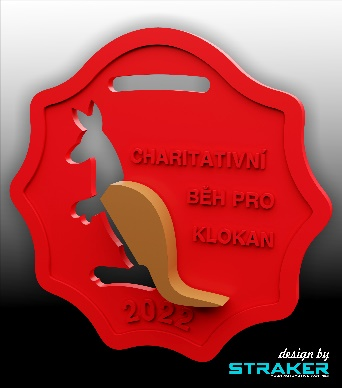 CHARITATIVNÍ
BĚH PRO
KLOKAN
2022
design by
STRAKER